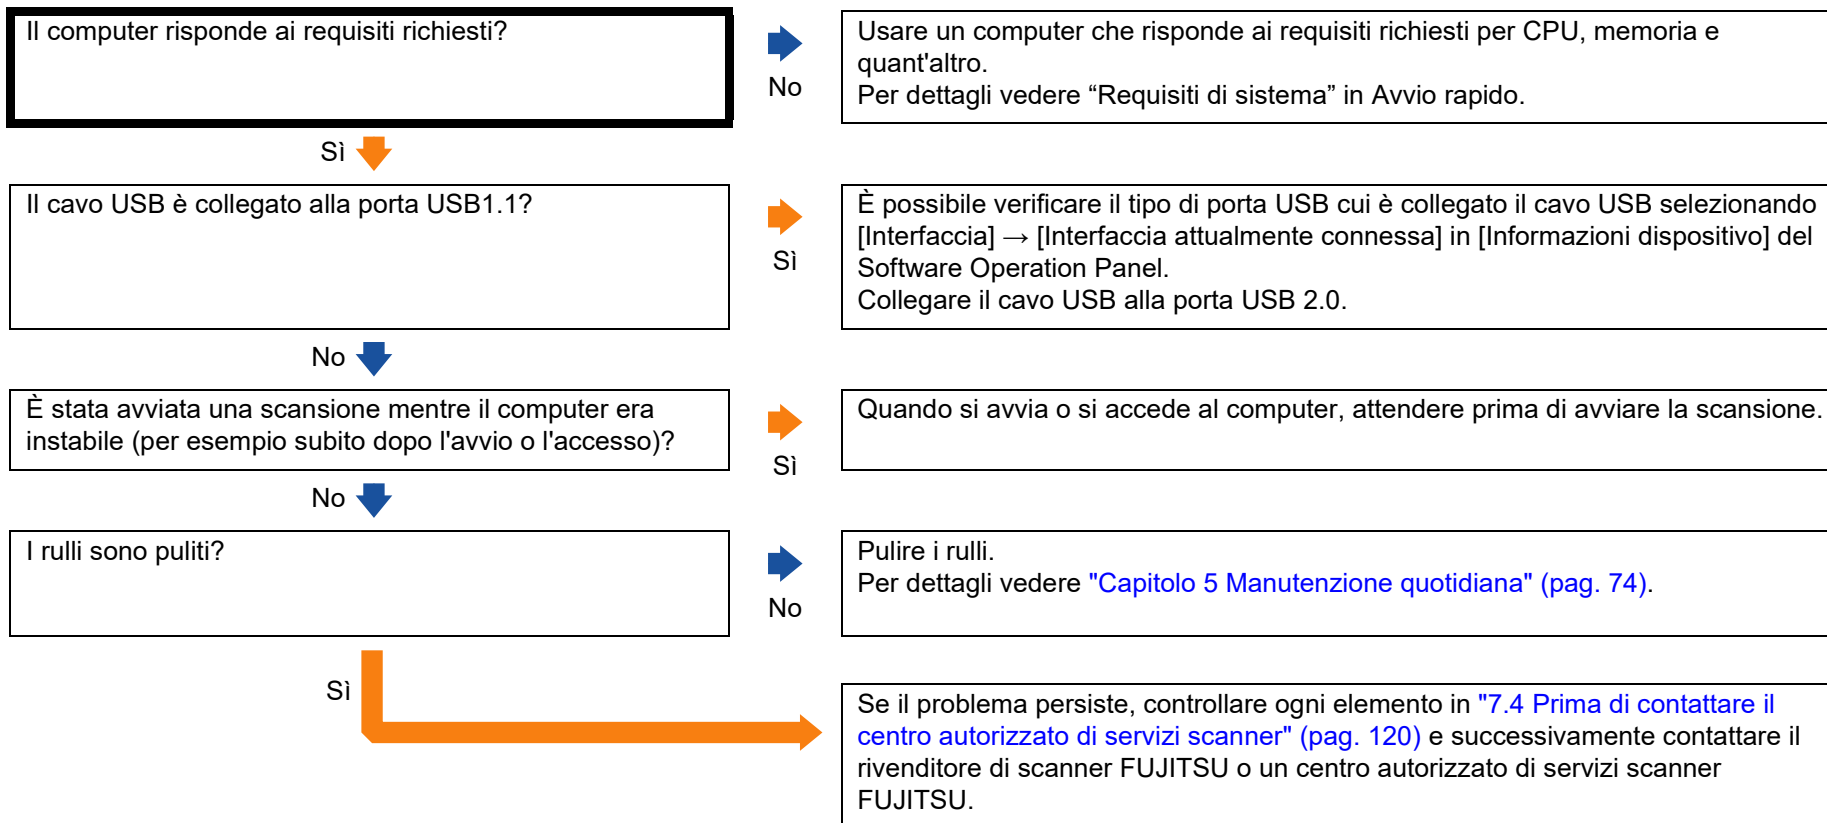 Il computer risponde ai requisiti richiesti?
No
Usare un computer che risponde ai requisiti richiesti per CPU, memoria e
quant'altro.
Per dettagli vedere “Requisiti di sistema” in Avvio rapido.
Sì
Il cavo USB è collegato alla porta USB1.1?
Sì
È possibile verificare il tipo di porta USB cui è collegato il cavo USB selezionando
[Interfaccia] → [Interfaccia attualmente connessa] in [Informazioni dispositivo] del
Software Operation Panel.
Collegare il cavo USB alla porta USB 2.0.
No
È stata avviata una scansione mentre il computer era
instabile (per esempio subito dopo l'avvio o l'accesso)?
Sì
Quando si avvia o si accede al computer, attendere prima di avviare la scansione.
No
I rulli sono puliti?
No
Pulire i rulli.
Per dettagli vedere "Capitolo 5 Manutenzione quotidiana" (pag. 74).
Sì
Se il problema persiste, controllare ogni elemento in "7.4 Prima di contattare il
centro autorizzato di servizi scanner" (pag. 120) e successivamente contattare il
rivenditore di scanner FUJITSU o un centro autorizzato di servizi scanner
FUJITSU.